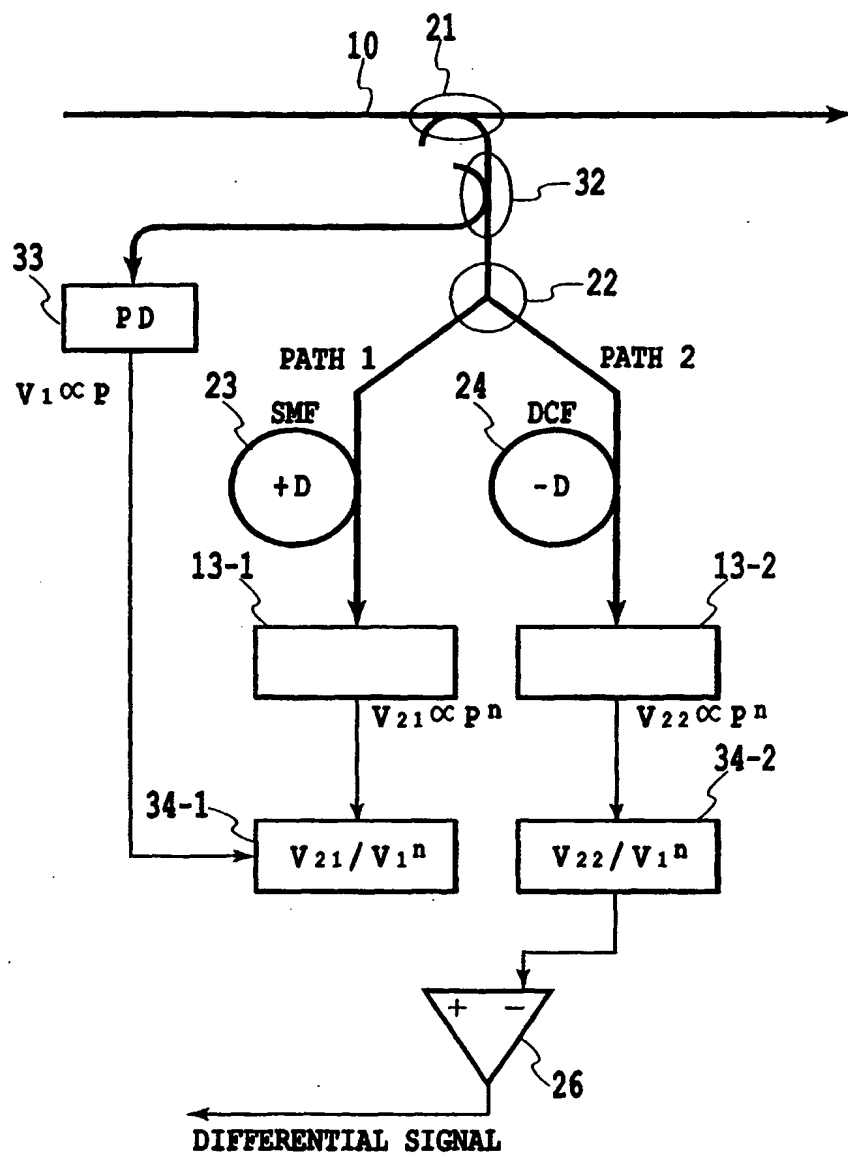 21
10
32
33
PD
22
V₁∝P
PATH 1
PATH 2
23
SMF
24
DCF
+D
-D
13-1
13-2
V₂₁∝Pⁿ
V₂₂∝Pⁿ
34-1
34-2
V₂₁/V₁ⁿ
V₂₂/V₁ⁿ
+ −
26
DIFFERENTIAL SIGNAL